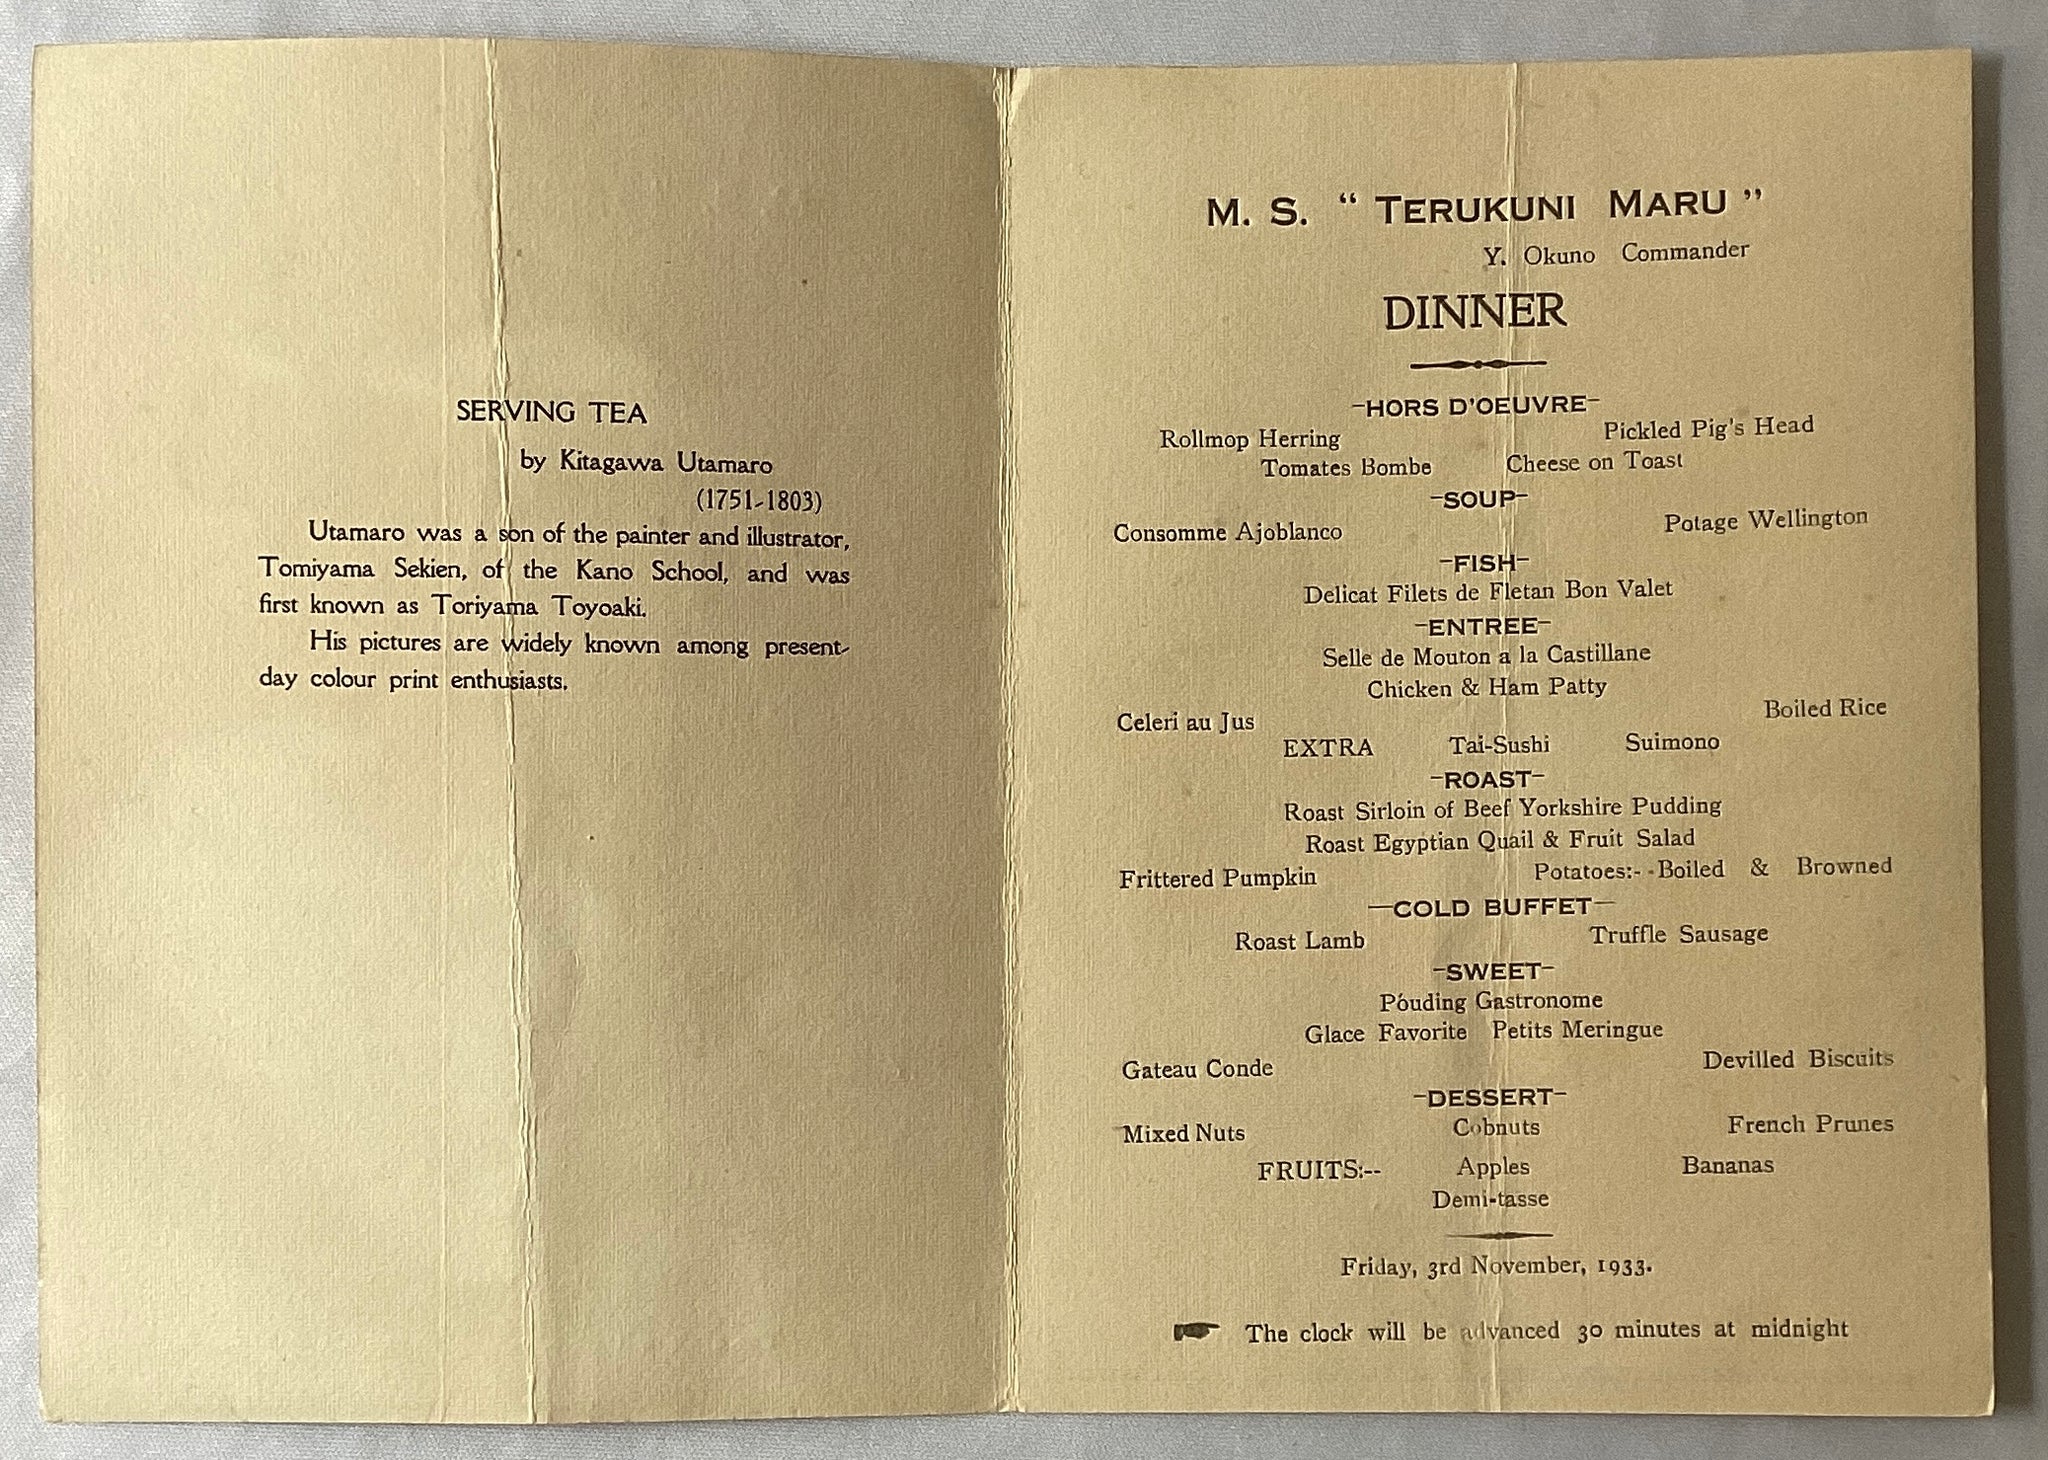 SERVING TEA
by Kitagawa Utamaro
(1751-1803)
Utamaro was a son of the painter and illustrator,
Tomiyama Sekien, of the Kano School, and was
first known as Toriyama Toyoaki.
His pictures are widely known among present-
day colour print enthusiasts.
M. S. “ TERUKUNI MARU ”
Y. Okuno Commander
DINNER
-HORS D'OEUVRE-
Rollmop Herring Pickled Pig's Head
Tomates Bombe Cheese on Toast
-SOUP-
Consomme Ajoblanco Potage Wellington
-FISH-
Delicat Filets de Fletan Bon Valet
-ENTREE-
Selle de Mouton a la Castillane
Chicken & Ham Patty
Celeri au Jus Boiled Rice
EXTRA Tai-Sushi Suimono
-ROAST-
Roast Sirloin of Beef Yorkshire Pudding
Roast Egyptian Quail & Fruit Salad
Frittered Pumpkin Potatoes:- -Boiled & Browned
—COLD BUFFET—
Roast Lamb Truffle Sausage
-SWEET-
Póuding Gastronome
Glace Favorite Petits Meringue
Gateau Conde Devilled Biscuits
-DESSERT-
Mixed Nuts Cobnuts French Prunes
FRUITS:-- Apples Bananas
Demi-tasse
Friday, 3rd November, 1933.
☛ The clock will be advanced 30 minutes at midnight